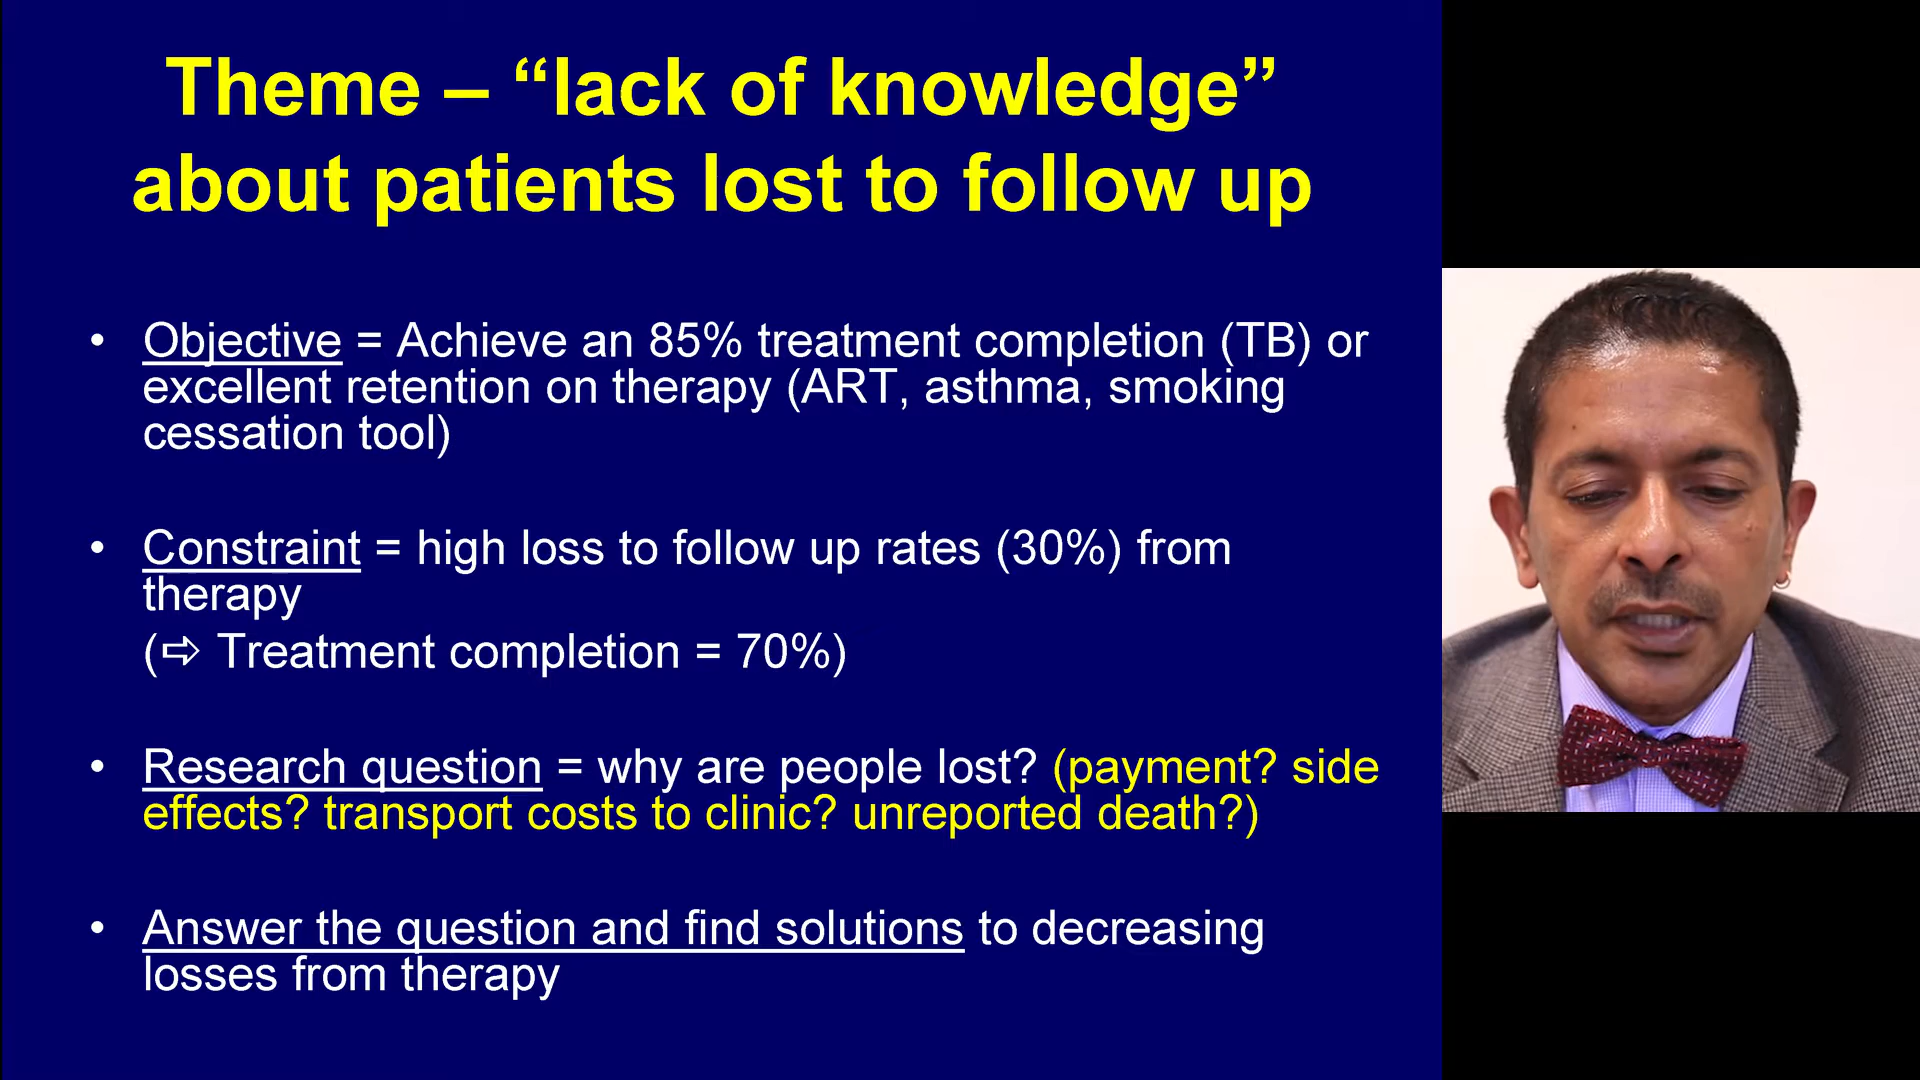 Theme – “lack of knowledge”
about patients lost to follow up
• Objective = Achieve an 85% treatment completion (TB) or
excellent retention on therapy (ART, asthma, smoking
cessation tool)
• Constraint = high loss to follow up rates (30%) from
therapy
(⇨ Treatment completion = 70%)
• Research question = why are people lost? (payment? side
effects? transport costs to clinic? unreported death?)
• Answer the question and find solutions to decreasing
losses from therapy